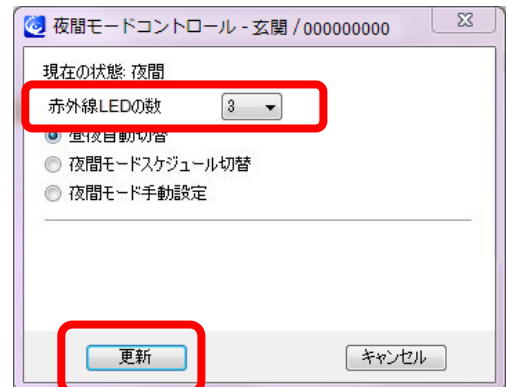 夜間モードコントロール - 玄関 / 000000000
現在の状態: 夜間
赤外線LEDの数 3
昼夜自動切替
夜間モードスケジュール切替
夜間モード手動設定
更新 キャンセル